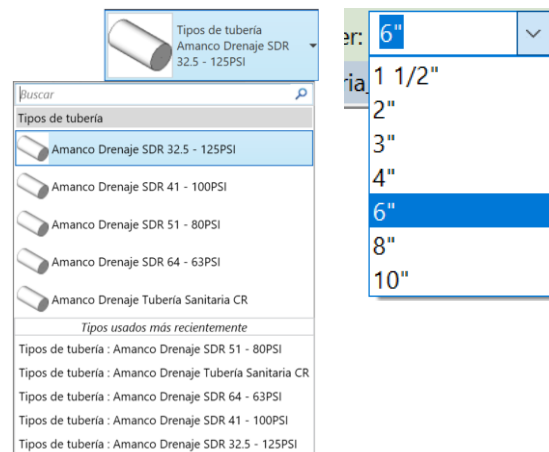 Tipos de tubería
Amanco Drenaje SDR
32.5 - 125PSI
Buscar
Tipos de tubería
Amanco Drenaje SDR 32.5 - 125PSI
Amanco Drenaje SDR 41 - 100PSI
Amanco Drenaje SDR 51 - 80PSI
Amanco Drenaje SDR 64 - 63PSI
Amanco Drenaje Tubería Sanitaria CR
Tipos usados más recientemente
Tipos de tubería : Amanco Drenaje SDR 51 - 80PSI
Tipos de tubería : Amanco Drenaje Tubería Sanitaria CR
Tipos de tubería : Amanco Drenaje SDR 64 - 63PSI
Tipos de tubería : Amanco Drenaje SDR 41 - 100PSI
Tipos de tubería : Amanco Drenaje SDR 32.5 - 125PSI
er: 6"
ria
1 1/2"
2"
3"
4"
6"
8"
10"